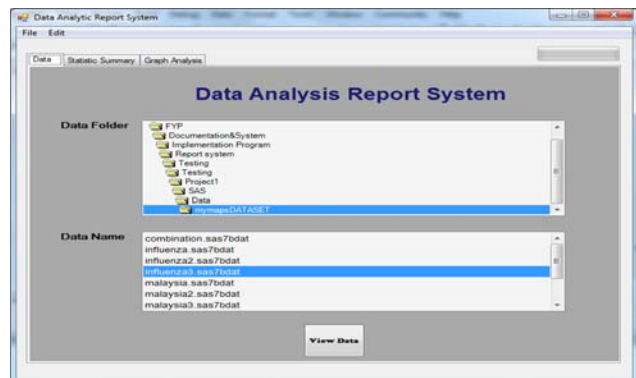 Data Analytic Report System
File Edit
Data Statistic Summary Graph Analysis
Data Analysis Report System
Data Folder
FYP
Documentation&System
Implementation Program
Report system
Testing
Testing
Project1
SAS
Data
mymapsDATASET
Data Name
combination.sas7bdat
influenza.sas7bdat
influenza2.sas7bdat
influenza3.sas7bdat
malaysia.sas7bdat
malaysia2.sas7bdat
malaysia3.sas7bdat
View Data